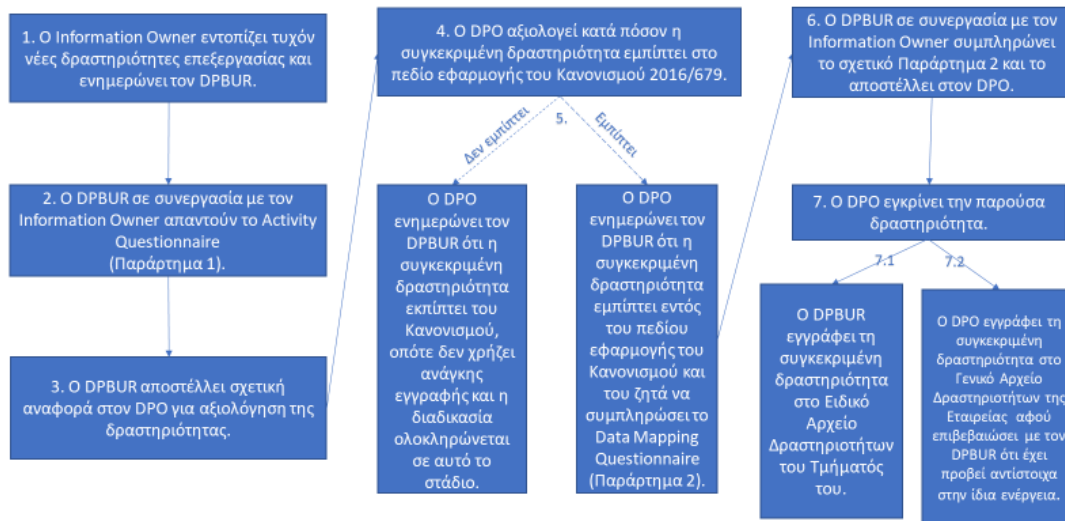 1. Ο Information Owner εντοπίζει τυχόν
νέες δραστηριότητες επεξεργασίας και
ενημερώνει τον DPBUR.
2. Ο DPBUR σε συνεργασία με τον
Information Owner απαντούν το Activity
Questionnaire
(Παράρτημα 1).
3. Ο DPBUR αποστέλλει σχετική
αναφορά στον DPO για αξιολόγηση της
δραστηριότητας.
4. Ο DPO αξιολογεί κατά πόσον η
συγκεκριμένη δραστηριότητα εμπίπτει στο
πεδίο εφαρμογής του Κανονισμού 2016/679.
Δεν εμπίπτει
5.
Εμπίπτει
Ο DPO
ενημερώνει τον
DPBUR ότι η
συγκεκριμένη
δραστηριότητα
εκπίπτει του
Κανονισμού,
οπότε δεν χρήζει
ανάγκης
εγγραφής και η
διαδικασία
ολοκληρώνεται
σε αυτό το
στάδιο.
Ο DPO
ενημερώνει τον
DPBUR ότι η
συγκεκριμένη
δραστηριότητα
εμπίπτει εντός
του πεδίου
εφαρμογής του
Κανονισμού και
του ζητά να
συμπληρώσει το
Data Mapping
Questionnaire
(Παράρτημα 2).
6. Ο DPBUR σε συνεργασία με τον
Information Owner συμπληρώνει
το σχετικό Παράρτημα 2 και το
αποστέλλει στον DPO.
7. Ο DPO εγκρίνει την παρούσα
δραστηριότητα.
7.1
7.2
Ο DPBUR
εγγράφει τη
συγκεκριμένη
δραστηριότητα
στο Ειδικό
Αρχείο
Δραστηριοτήτων
του Τμήματός
του.
Ο DPO εγγράφει τη
συγκεκριμένη
δραστηριότητα στο
Γενικό Αρχείο
Δραστηριοτήτων της
Εταιρείας αφού
επιβεβαιώσει με τον
DPBUR ότι έχει
προβεί αντίστοιχα
στην ίδια ενέργεια.